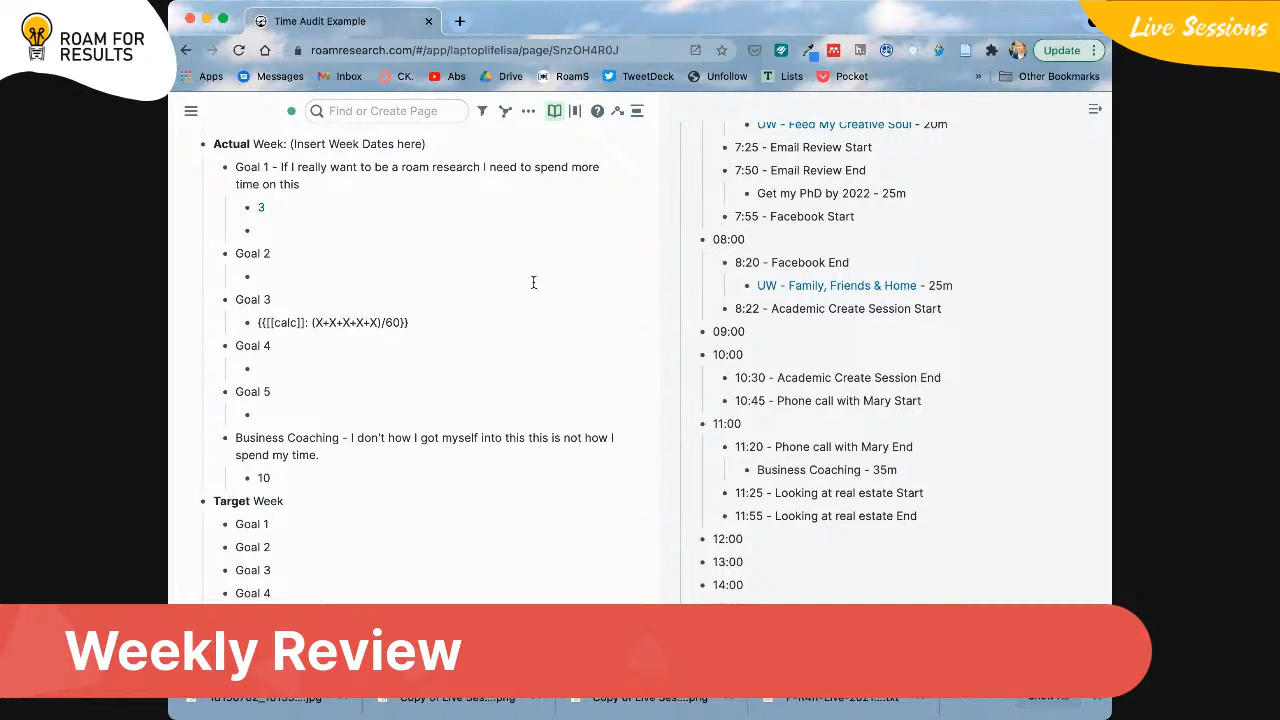 ROAM FOR
RESULTS
Live Sessions
Time Audit Example
roamresearch.com/#/app/laptoplifelisa/page/SnzOH4R0J
Update
Apps
Messages
Inbox
CK.
Abs
Drive
RoamS
TweetDeck
Unfollow
Lists
Pocket
»
Other Bookmarks
Find or Create Page
Actual Week: (Insert Week Dates here)
Goal 1 - If I really want to be a roam research I need to spend more
time on this
3
Goal 2
Goal 3
{{[[calc]]: (X+X+X+X+X)/60}}
Goal 4
Goal 5
Business Coaching - I don't how I got myself into this this is not how I
spend my time.
10
Target Week
Goal 1
Goal 2
Goal 3
Goal 4
UW - Feed My Creative Soul - 20m
7:25 - Email Review Start
7:50 - Email Review End
Get my PhD by 2022 - 25m
7:55 - Facebook Start
08:00
8:20 - Facebook End
UW - Family, Friends & Home - 25m
8:22 - Academic Create Session Start
09:00
10:00
10:30 - Academic Create Session End
10:45 - Phone call with Mary Start
11:00
11:20 - Phone call with Mary End
Business Coaching - 35m
11:25 - Looking at real estate Start
11:55 - Looking at real estate End
12:00
13:00
14:00
Weekly Review